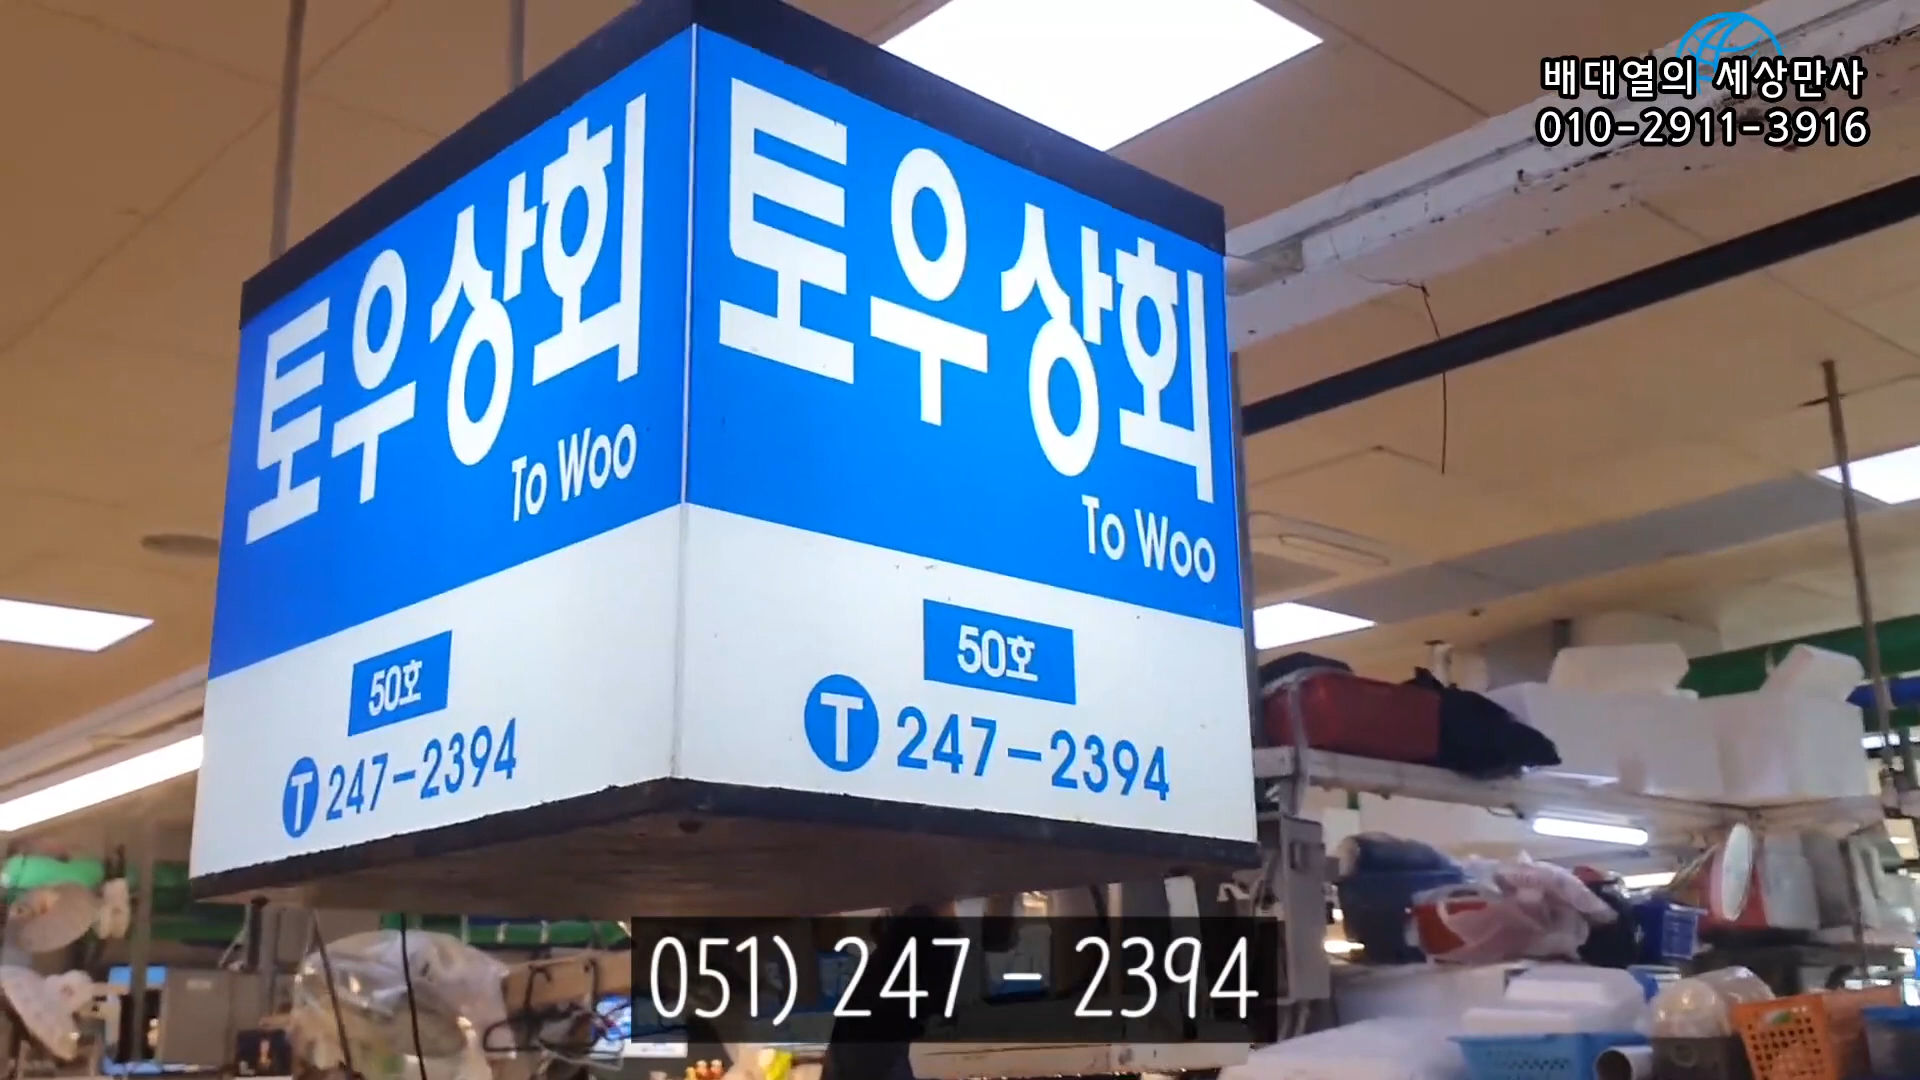 배대열의 세상만사
010-2911-3916
토우상회
To Woo
50호
T 247-2394
토우상회
To Woo
50호
T 247-2394
051) 247 - 2394